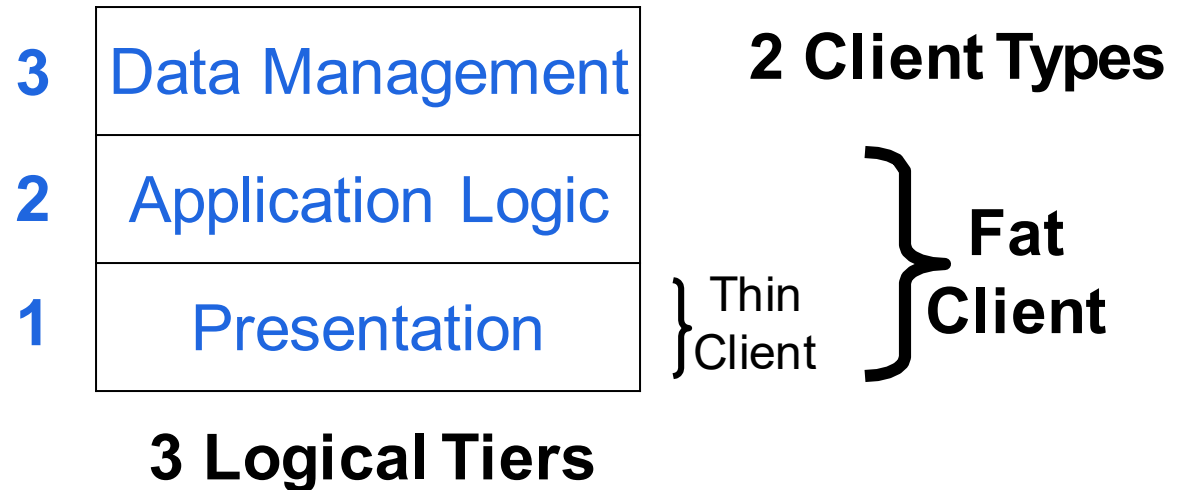 3 Data Management
2 Client Types
2 Application Logic
Fat
Client
1 Presentation
Thin
Client
3 Logical Tiers